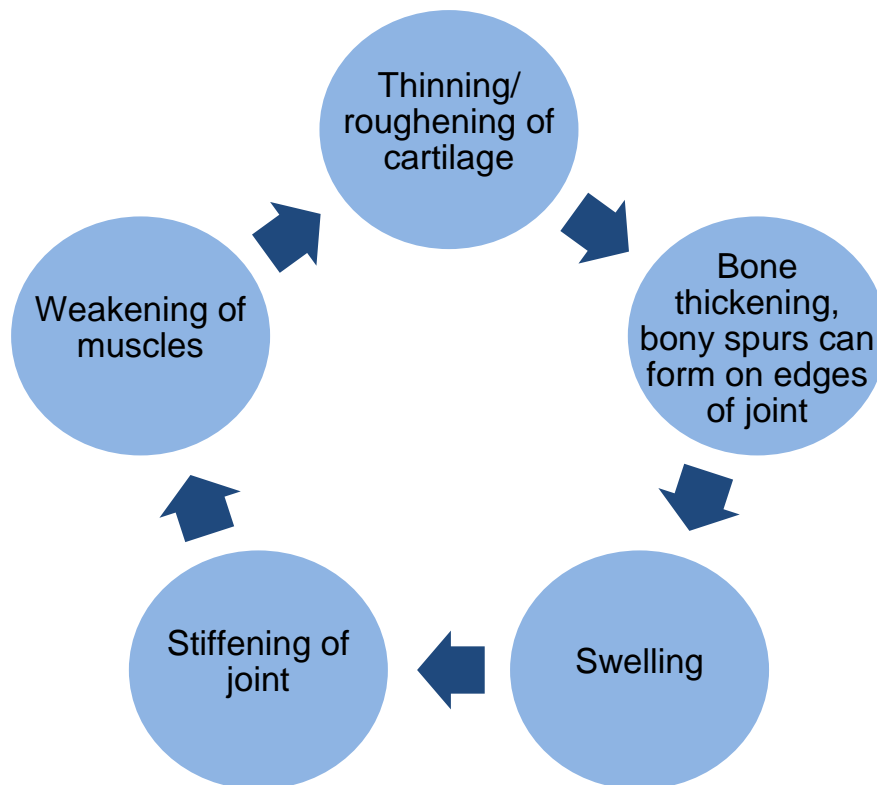 Thinning/
roughening of
cartilage
Bone
thickening,
bony spurs can
form on edges
of joint
Swelling
Stiffening of
joint
Weakening of
muscles